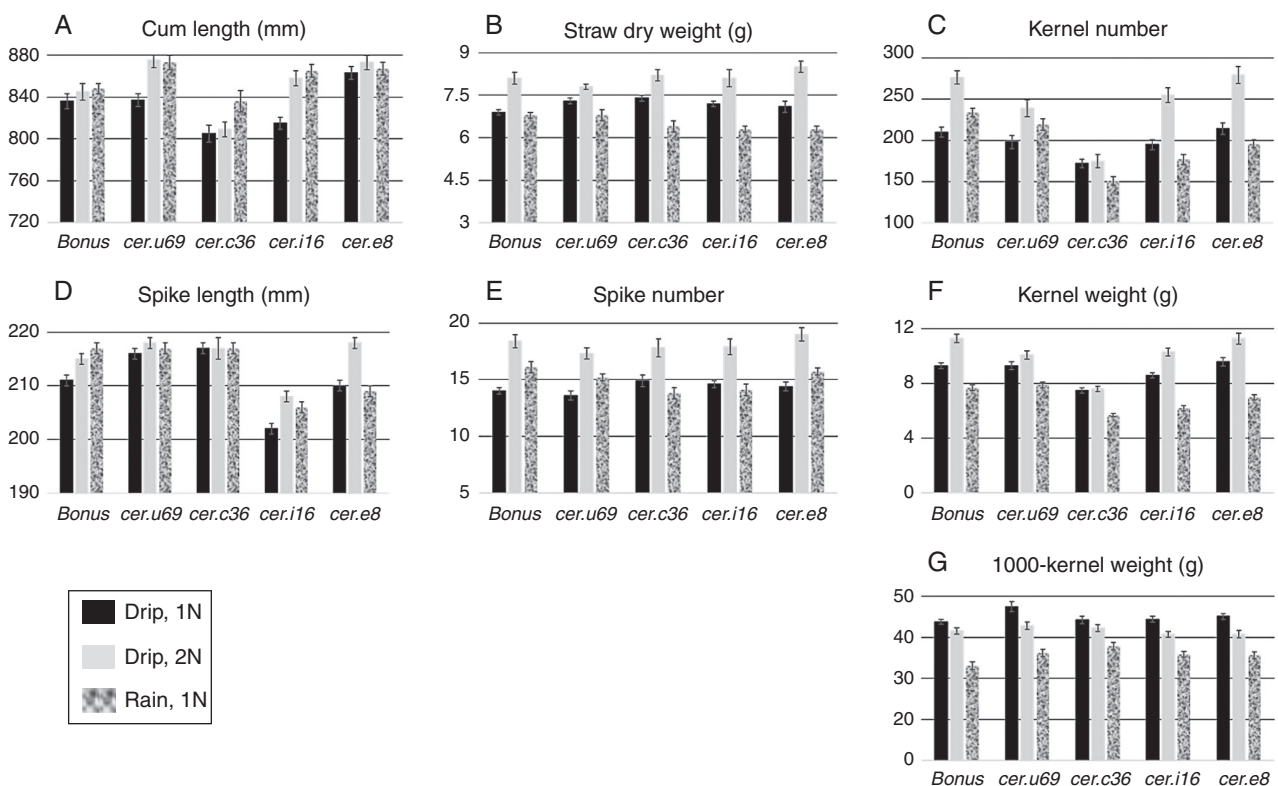 A Cum length (mm)
880
840
800
760
720
Bonus cer.u69 cer.c36 cer.i16 cer.e8
B Straw dry weight (g)
9
7.5
6
4.5
3
Bonus cer.u69 cer.c36 cer.i16 cer.e8
C Kernel number
300
250
200
150
100
Bonus cer.u69 cer.c36 cer.i16 cer.e8
D Spike length (mm)
220
210
200
190
Bonus cer.u69 cer.c36 cer.i16 cer.e8
E Spike number
20
15
10
5
Bonus cer.u69 cer.c36 cer.i16 cer.e8
F Kernel weight (g)
12
8
4
0
Bonus cer.u69 cer.c36 cer.i16 cer.e8
Drip, 1N
Drip, 2N
Rain, 1N
G 1000-kernel weight (g)
50
40
30
20
0
Bonus cer.u69 cer.c36 cer.i16 cer.e8